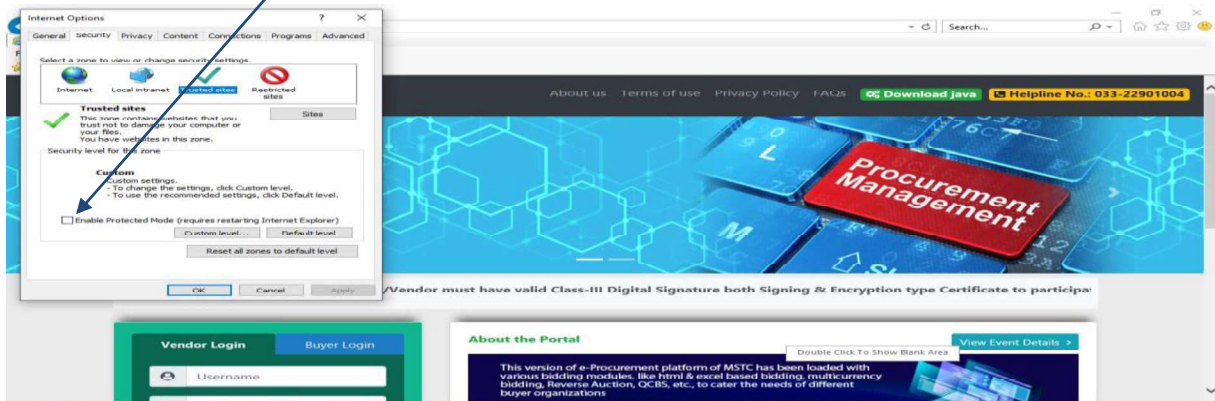 Internet Options
? ×
General Security Privacy Content Connections Programs Advanced
Select a zone to view or change security settings.
Internet Local intranet Trusted sites Restricted
sites
Trusted sites
This zone contains websites that you
trust not to damage your computer or
your files.
You have websites in this zone.
Sites
Security level for this zone
Custom
Custom settings.
- To change the settings, click Custom level.
- To use the recommended settings, click Default level.
Enable Protected Mode (requires restarting Internet Explorer)
Custom level... Default level
Reset all zones to default level
OK Cancel Apply
Search...
About us Terms of use Privacy Policy FAQs Download java Helpline No.: 033-22901004
Procurement
Management
/Vendor must have valid Class-III Digital Signature both Signing & Encryption type Certificate to participa
Vendor Login Buyer Login
Username
About the Portal
View Event Details >
Double Click To Show Blank Area
This version of e-Procurement platform of MSTC has been loaded with
various bidding modules, like html & excel based bidding, multicurrency
bidding, Reverse Auction, QCBS, etc., to cater the needs of different
buyer organizations